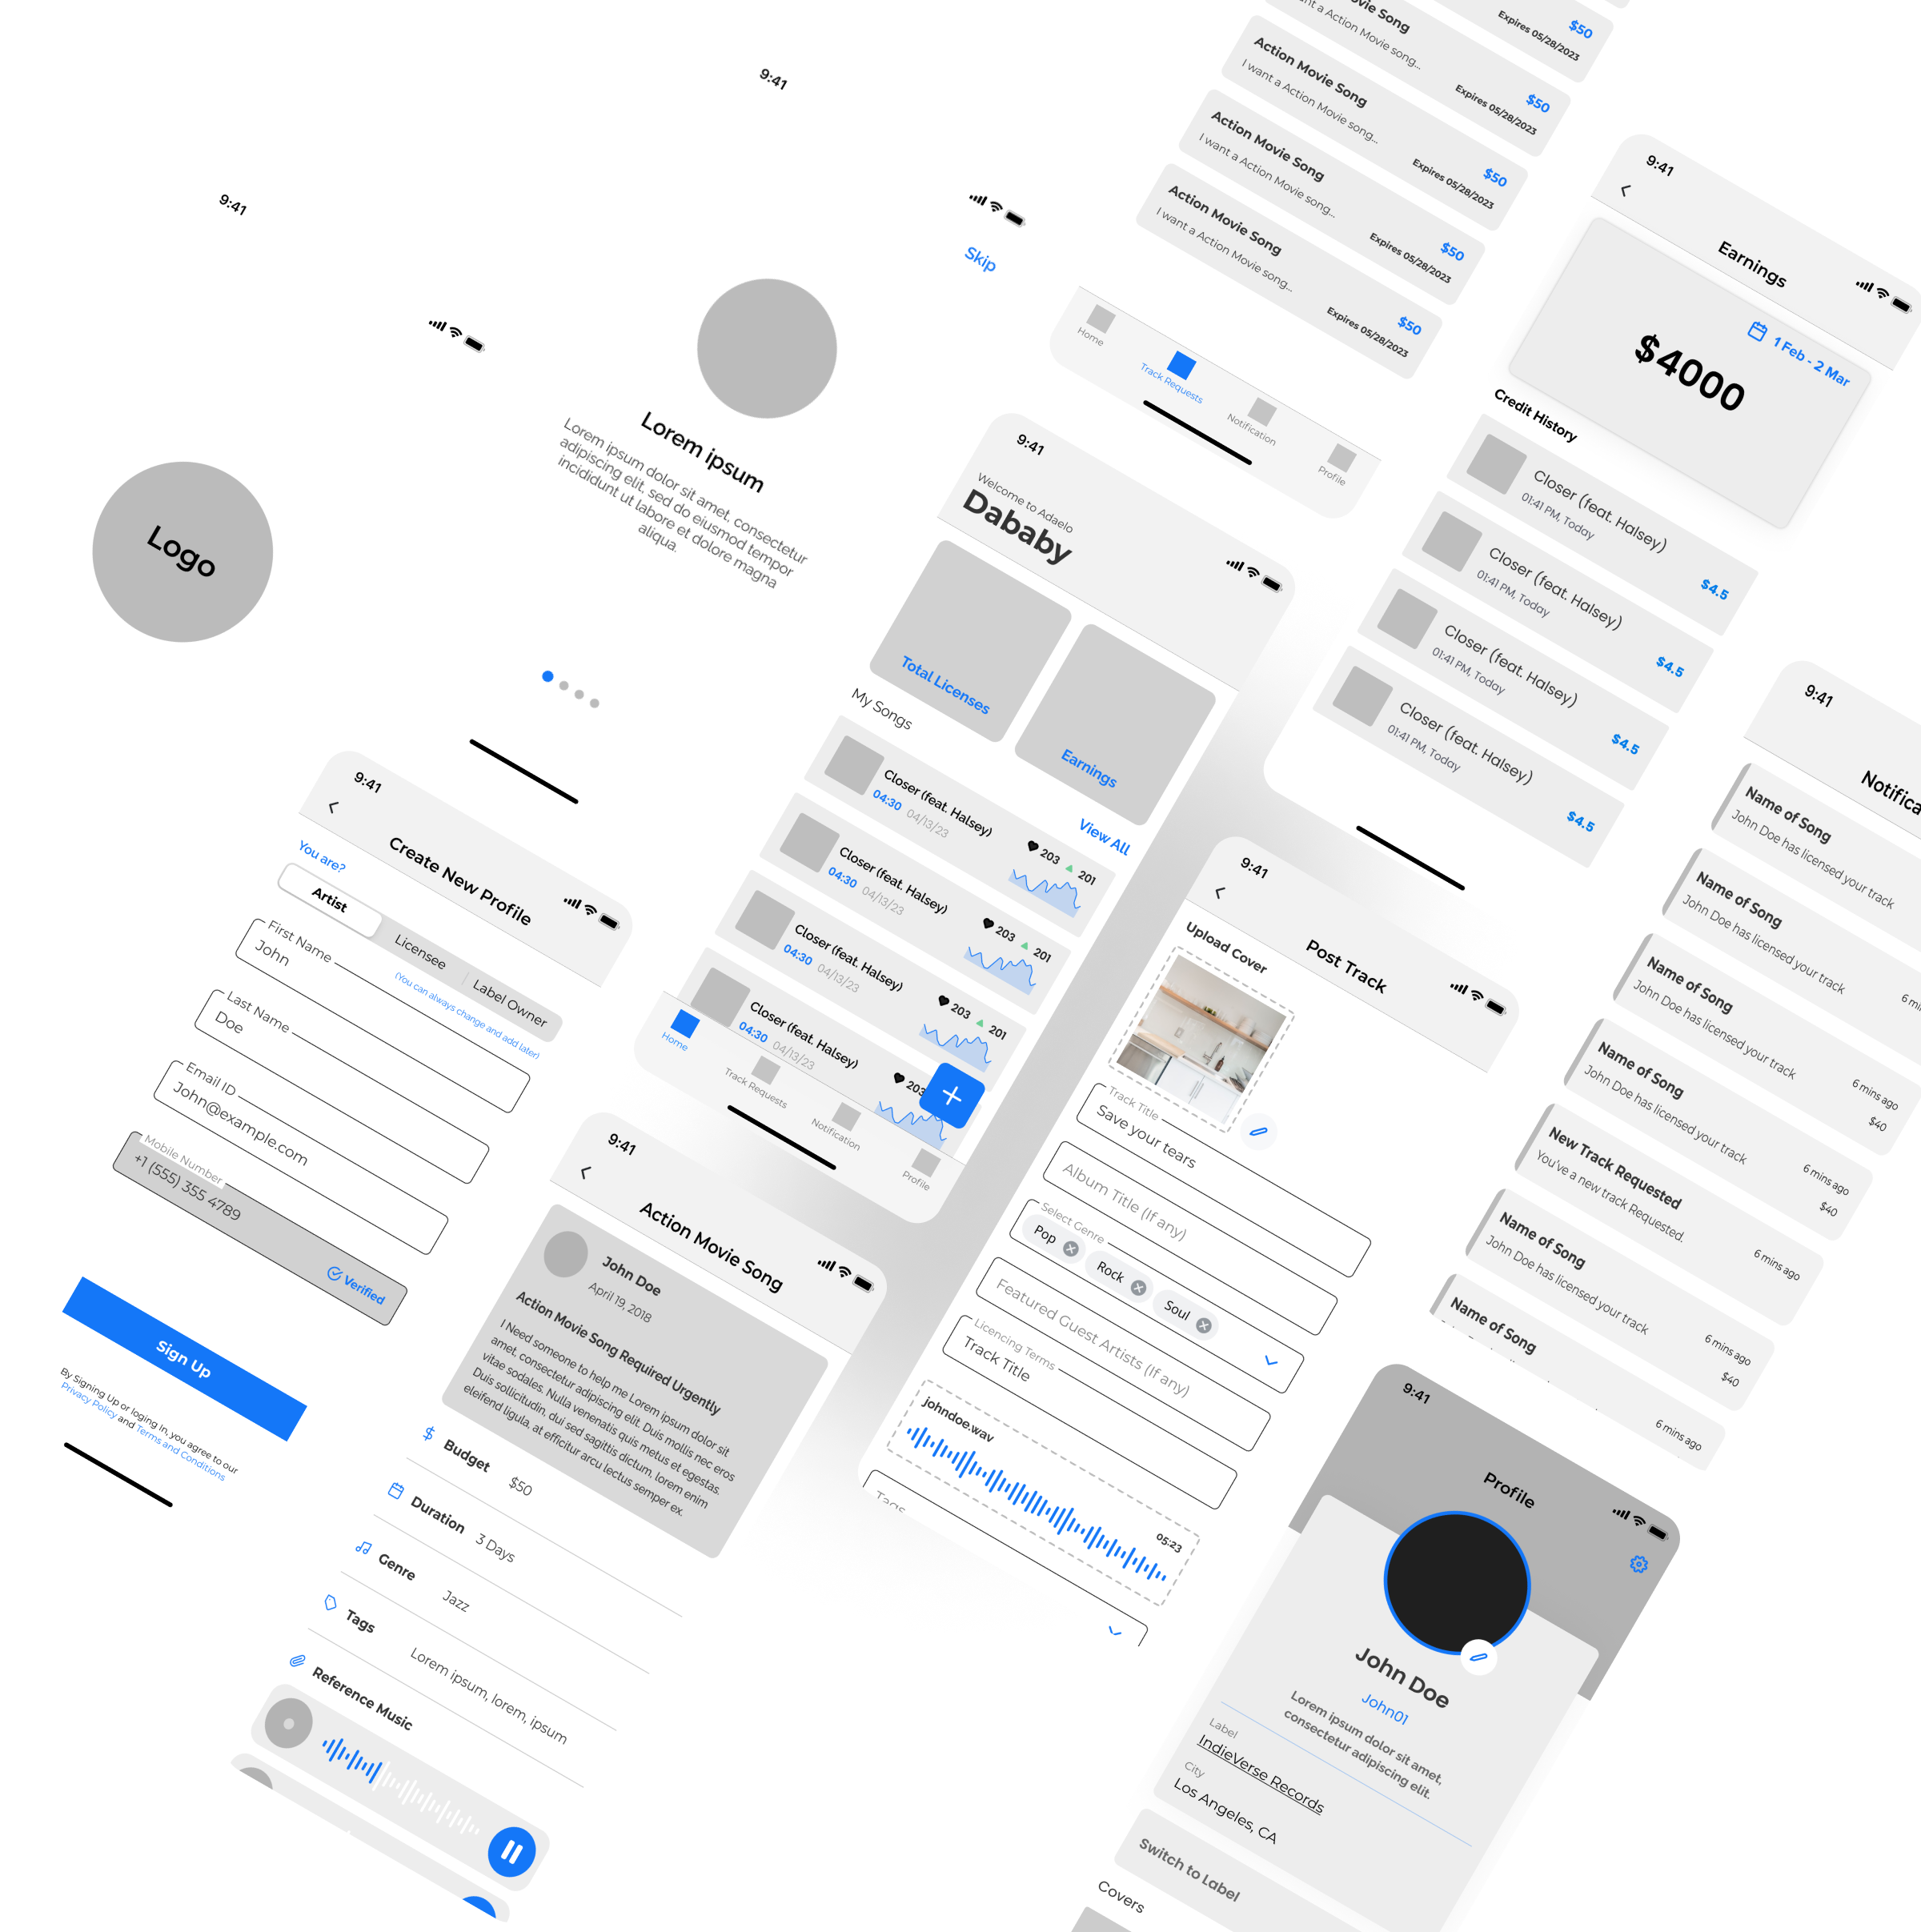 9:41
Logo
9:41
Skip
Lorem ipsum
Lorem ipsum dolor sit amet, consectetur
adipiscing elit, sed do eiusmod tempor
incididunt ut labore et dolore magna
aliqua.
9:41
Create New Profile
You are?
Artist
Licensee
Label Owner
(You can always change and add later)
First Name
John
Last Name
Doe
Email ID
John@example.com
Mobile Number
+1 (555) 355 4789
Verified
Sign Up
By Signing Up or loging In, you agree to our
Privacy Policy and Terms and Conditions
9:41
Welcome to Adaelo
Dababy
Total Licenses
Earnings
My Songs
View All
Closer (feat. Halsey)
04:30 04/13/23
203 201
Closer (feat. Halsey)
04:30 04/13/23
203 201
Closer (feat. Halsey)
04:30 04/13/23
203 201
Closer (feat. Halsey)
04:30 04/13/23
203
Home
Track Requests
Notification
Profile
9:41
Action Movie Song
John Doe
April 19, 2018
Action Movie Song Required Urgently
I Need someone to help me Lorem ipsum dolor sit
amet, consectetur adipiscing elit. Duis mollis nec eros
vitae sodales. Nulla venenatis quis metus et egestas.
Duis sollicitudin, dui sed sagittis dictum, lorem enim
eleifend ligula, at efficitur arcu lectus semper ex.
Budget
$50
Duration
3 Days
Genre
Jazz
Tags
Lorem ipsum, lorem, ipsum
Reference Music
Song
$50
Expires 05/28/2023
nt a Action Movie song...
Action Movie Song
$50
I want a Action Movie song...
Expires 05/28/2023
Action Movie Song
$50
I want a Action Movie song...
Expires 05/28/2023
Action Movie Song
$50
I want a Action Movie song...
Expires 05/28/2023
$50
Expires 05/28/2023
Home
Track Requests
Notification
Profile
9:41
Earnings
1 Feb - 2 Mar
$4000
Credit History
Closer (feat. Halsey)
01:41 PM, Today
$4.5
Closer (feat. Halsey)
01:41 PM, Today
$4.5
Closer (feat. Halsey)
01:41 PM, Today
$4.5
Closer (feat. Halsey)
01:41 PM, Today
$4.5
9:41
Post Track
Upload Cover
Track Title
Save your tears
Album Title (If any)
Select Genre
Pop
Rock
Soul
Featured Guest Artists (If any)
Licencing Terms
Track Title
johndoe.wav
05:23
Tags
9:41
Notifica
Name of Song
John Doe has licensed your track
Name of Song
John Doe has licensed your track
6 m
Name of Song
John Doe has licensed your track
6 mins ago
$40
Name of Song
John Doe has licensed your track
6 mins ago
$40
New Track Requested
You've a new track Requested.
6 mins ago
Name of Song
John Doe has licensed your track
6 mins ago
$40
Name of Song
6 mins ago
9:41
Profile
John Doe
John01
Lorem ipsum dolor sit amet,
consectetur adipiscing elit.
Label
IndieVerse Records
City
Los Angeles, CA
Switch to Label
Covers